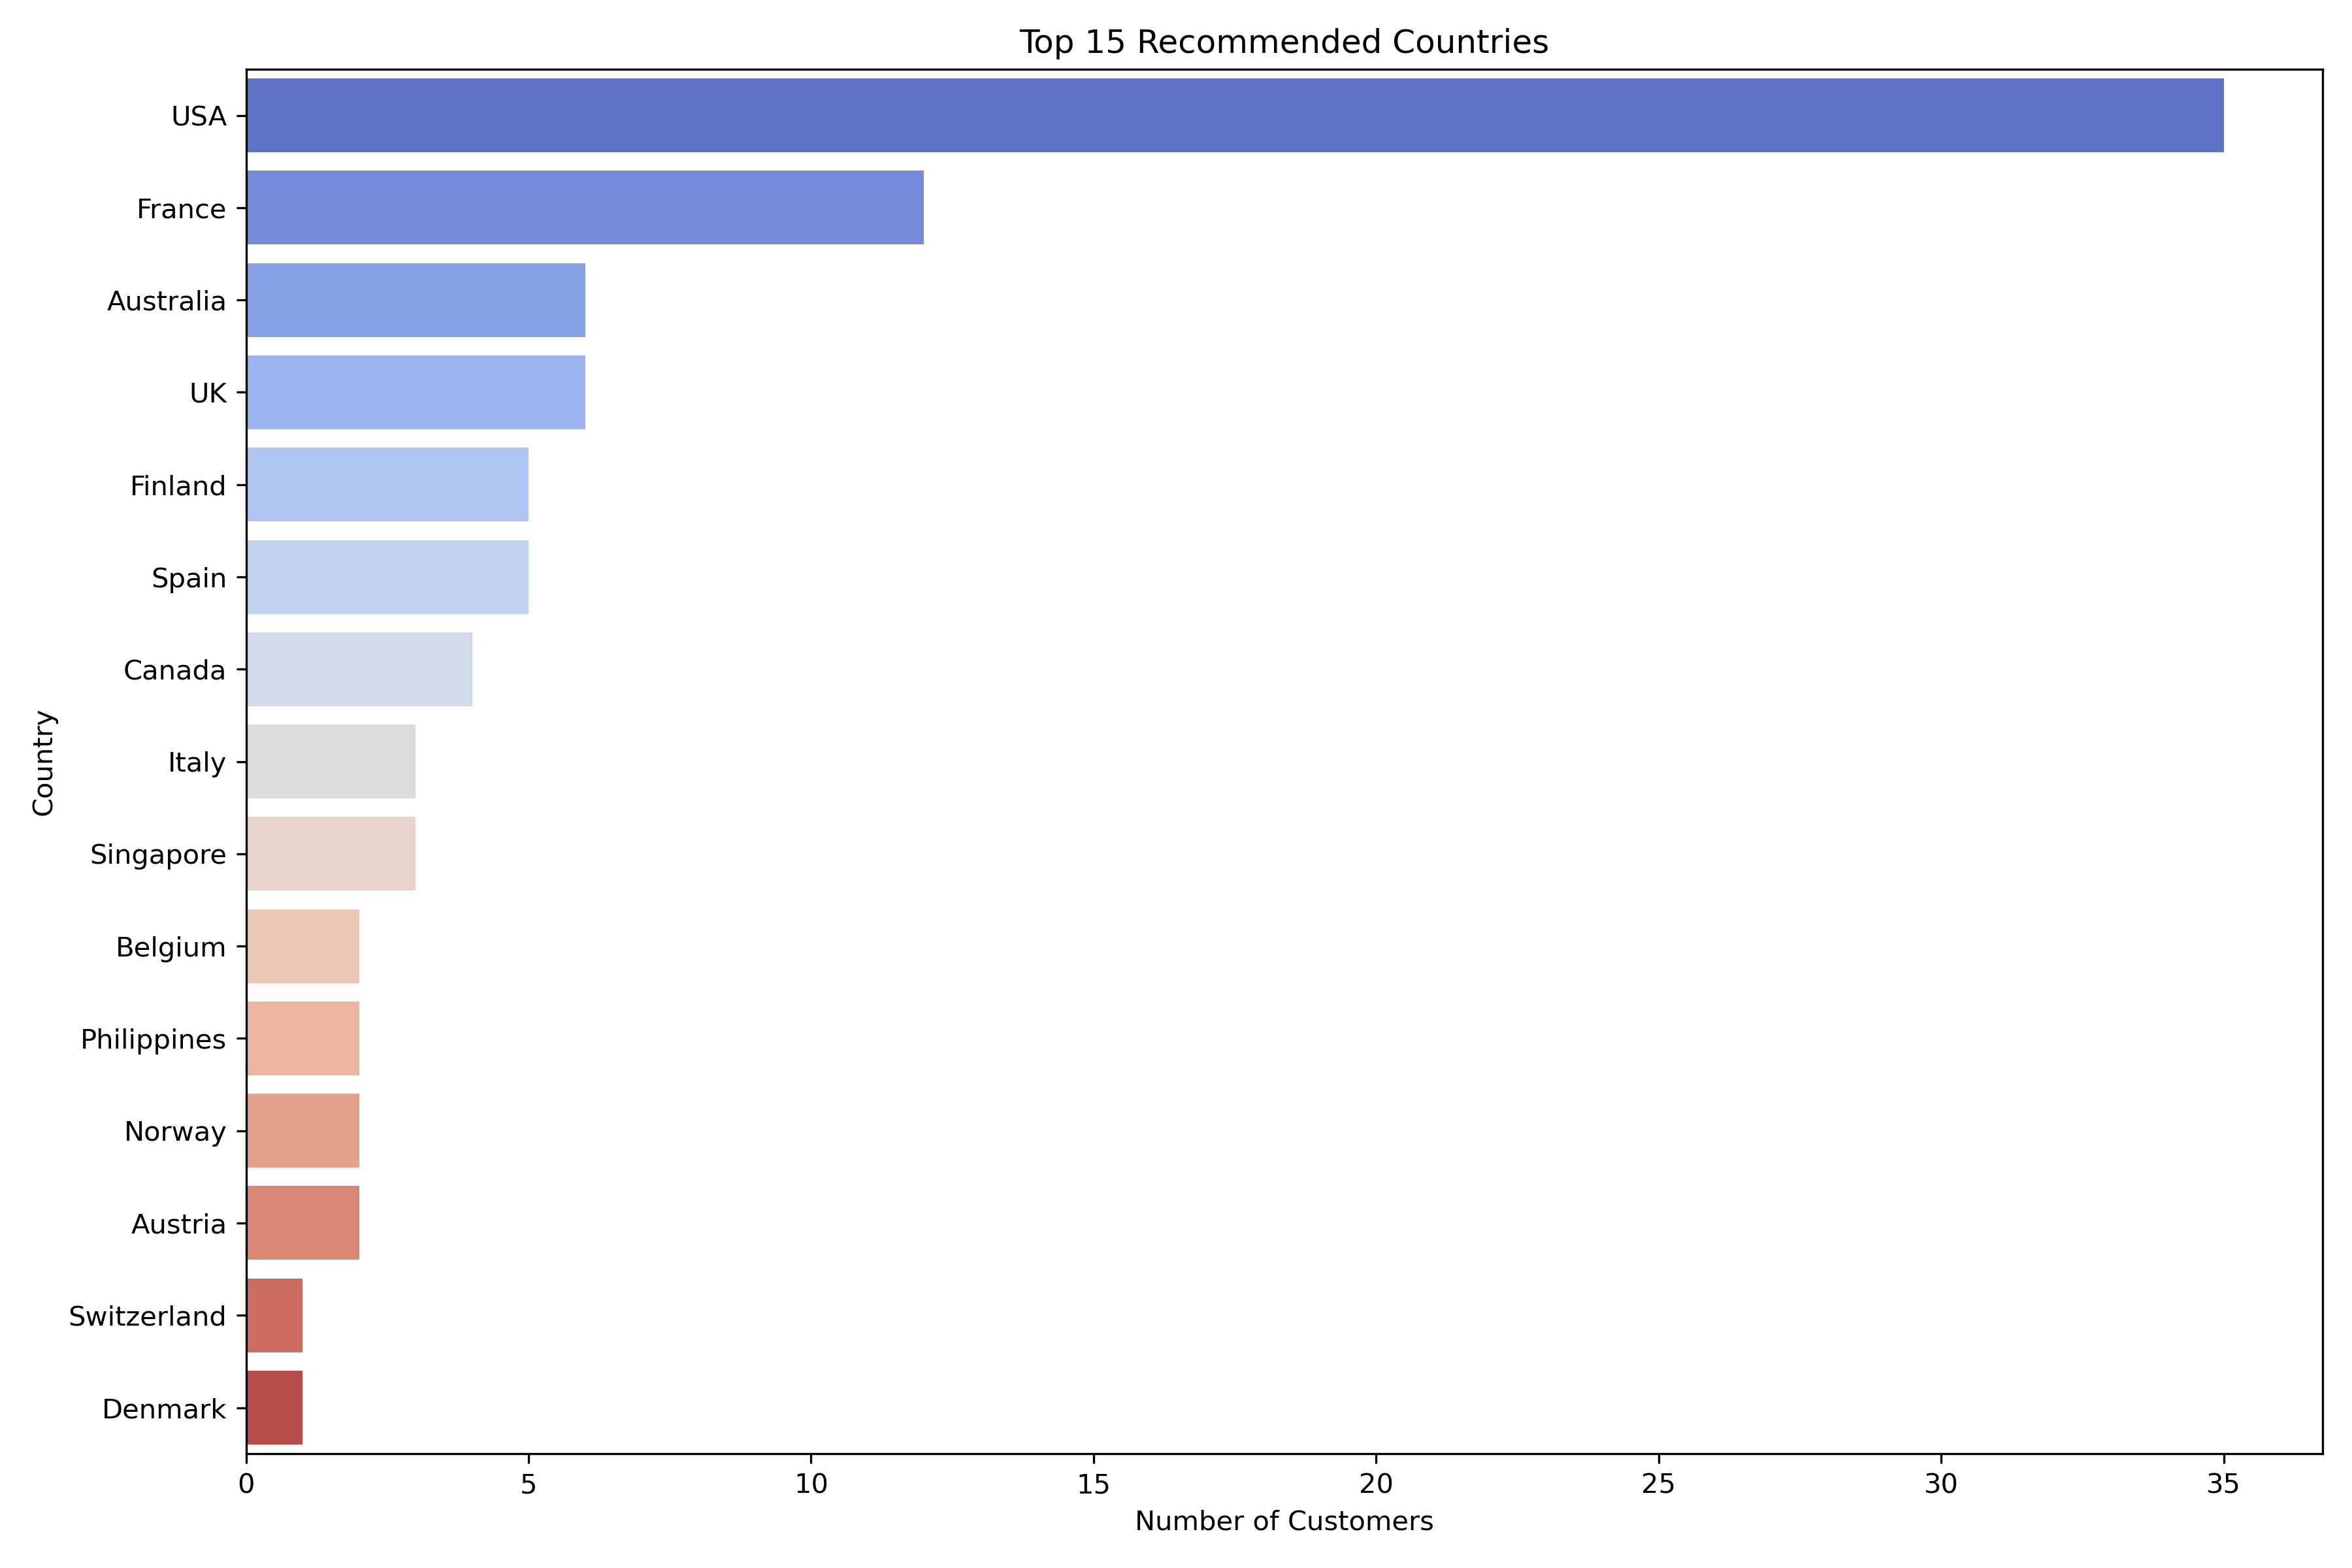 Top 15 Recommended Countries
USA
France
Australia
UK
Finland
Spain
Canada
Italy
Singapore
Belgium
Philippines
Norway
Austria
Switzerland
Denmark
Country
0 5 10 15 20 25 30 35
Number of Customers